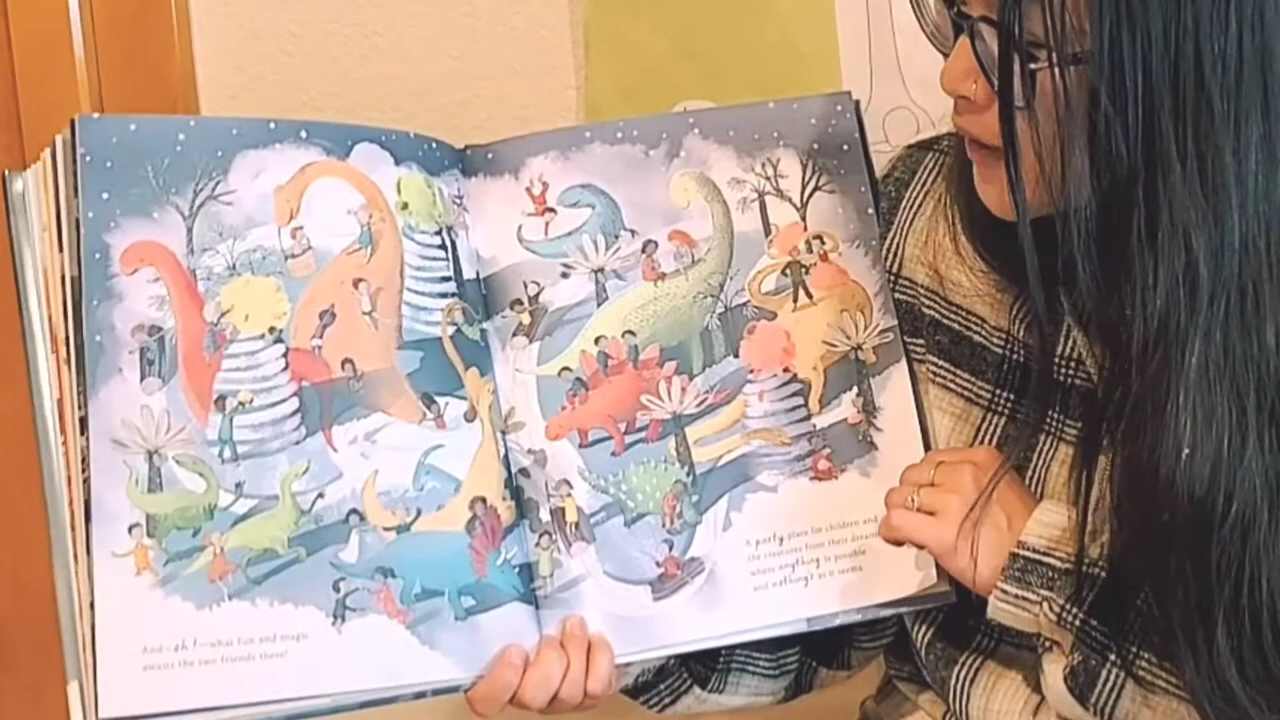 And—oh!—what fun and magic
awaits the two friends there!
A party place for children and
the creatures from their dreams
where anything is possible
and nothing's as it seems.